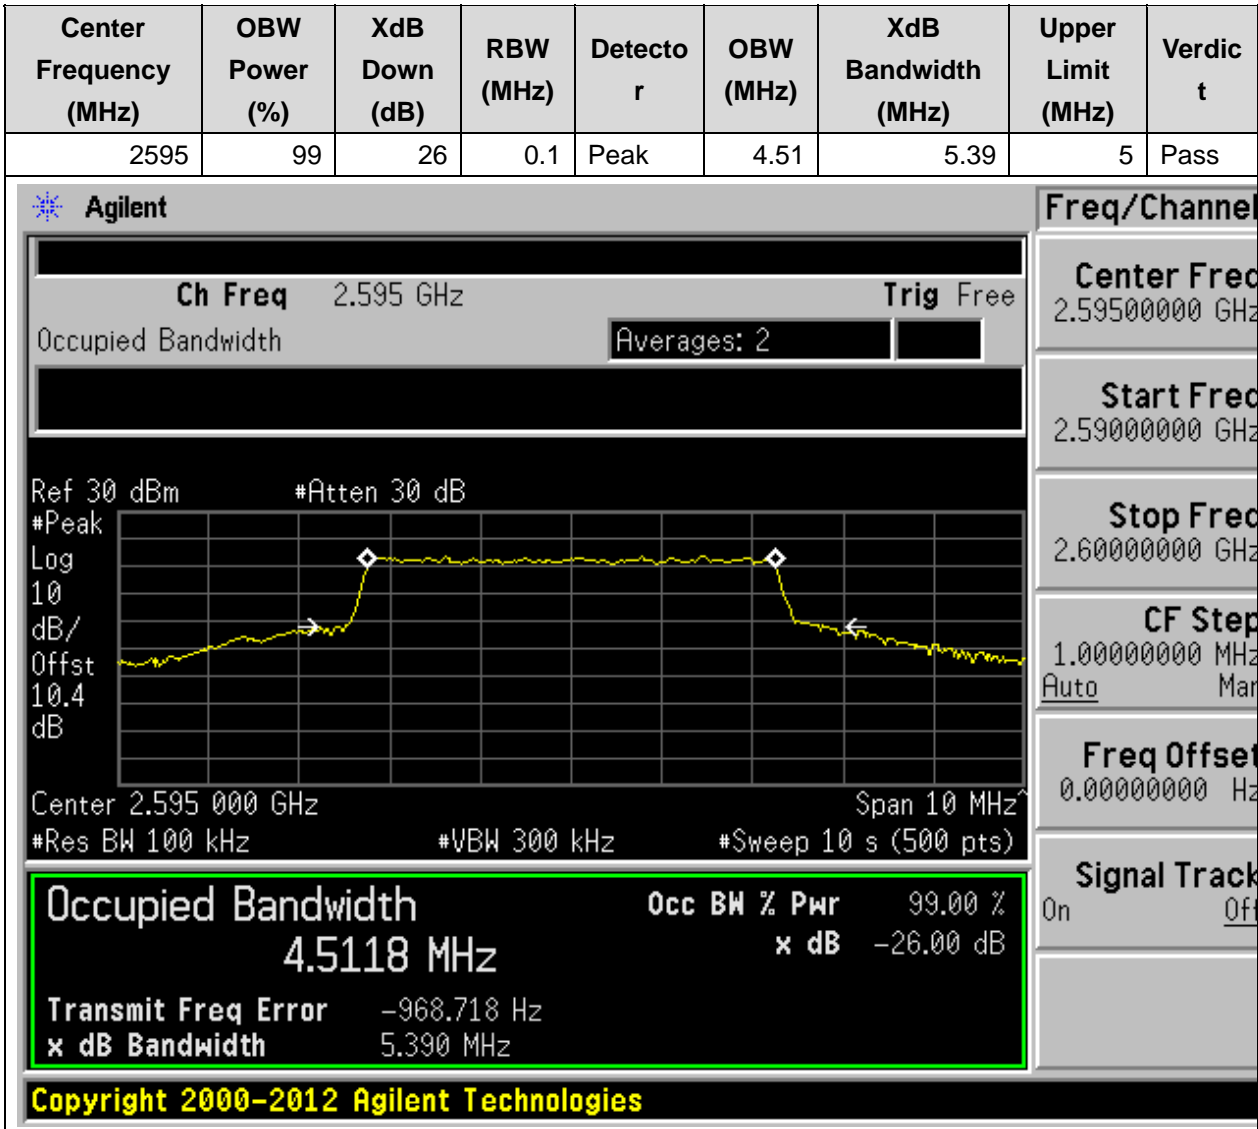 Center Frequency (MHz) OBW Power (%) XdB Down (dB) RBW (MHz) Detector OBW (MHz) XdB Bandwidth (MHz) Upper Limit (MHz) Verdict
2595 99 26 0.1 Peak 4.51 5.39 5 Pass
Agilent
Freq/Channel
Ch Freq 2.595 GHz Trig Free
Occupied Bandwidth Averages: 2
Center Freq
2.59500000 GHz
Start Freq
2.59000000 GHz
Stop Freq
2.60000000 GHz
CF Step
1.00000000 MHz
Auto Man
Freq Offset
0.00000000 Hz
Signal Track
On Off
Ref 30 dBm #Atten 30 dB
#Peak
Log
10
dB/
Offst
10.4
dB
Center 2.595 000 GHz Span 10 MHz^
#Res BW 100 kHz #VBW 300 kHz #Sweep 10 s (500 pts)
Occupied Bandwidth Occ BW % Pwr 99.00 %
4.5118 MHz x dB -26.00 dB
Transmit Freq Error -968.718 Hz
x dB Bandwidth 5.390 MHz
Copyright 2000-2012 Agilent Technologies